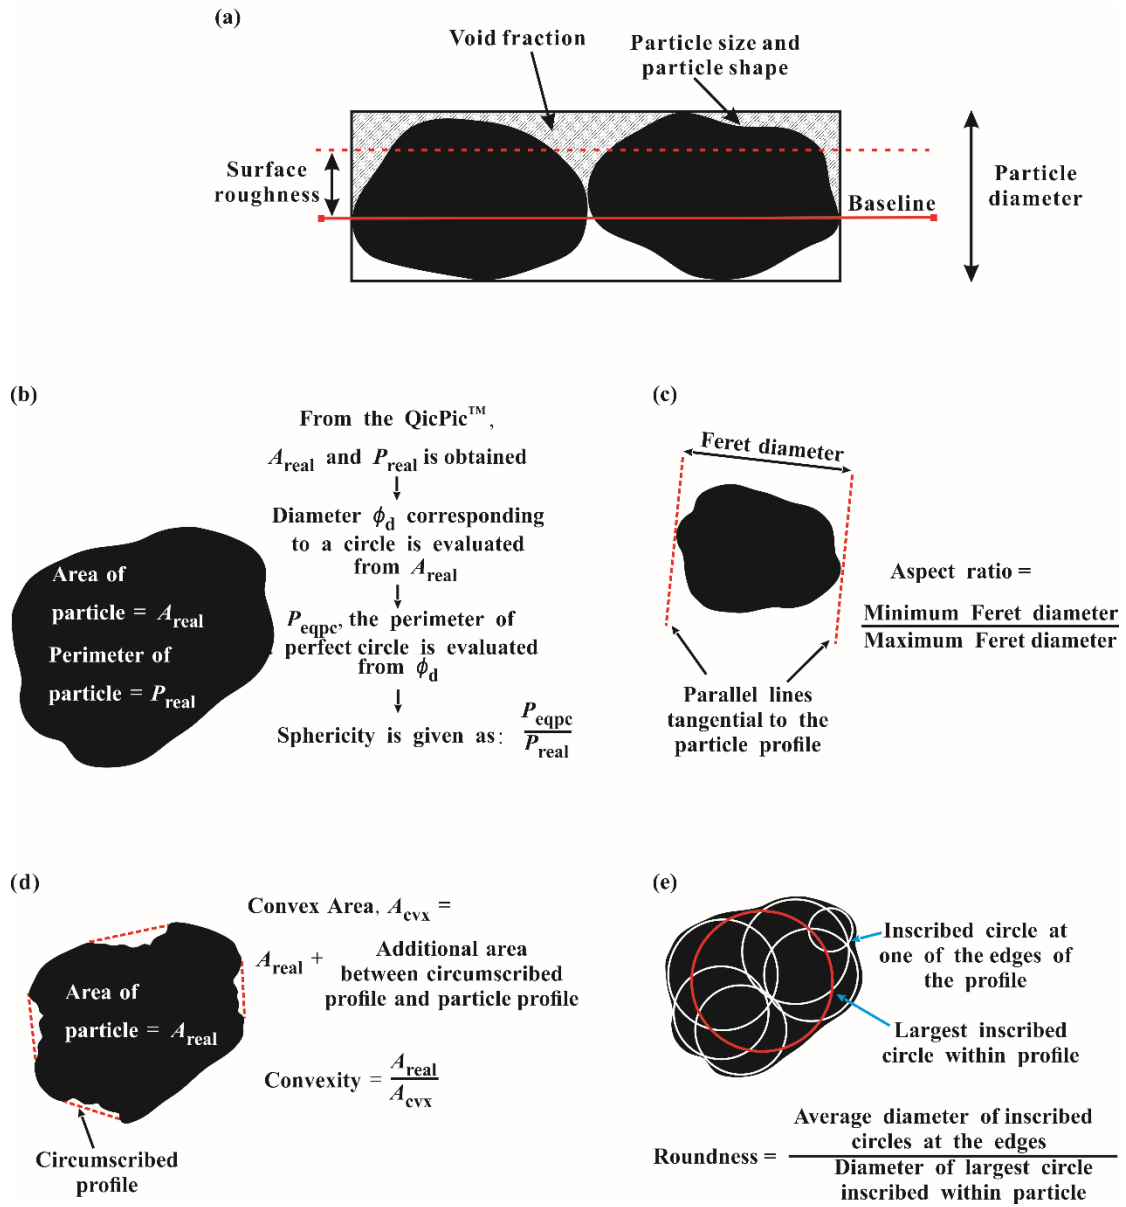 (a)
Void fraction
Particle size and
particle shape
Surface
roughness
Baseline
Particle
diameter
(b)
From the QicPic™,
A_real and P_real is obtained
Diameter ϕ_d corresponding
to a circle is evaluated
from A_real
P_eqpc, the perimeter of
perfect circle is evaluated
from ϕ_d
Sphericity is given as: P_eqpc / P_real
Area of
particle = A_real
Perimeter of
particle = P_real
(c)
Feret diameter
Parallel lines
tangential to the
particle profile
Aspect ratio =
Minimum Feret diameter
Maximum Feret diameter
(d)
Area of
particle = A_real
Circumscribed
profile
Convex Area, A_cvx =
A_real + Additional area
between circumscribed
profile and particle profile
Convexity = A_real / A_cvx
(e)
Inscribed circle at
one of the edges of
the profile
Largest inscribed
circle within profile
Roundness =
Average diameter of inscribed
circles at the edges
Diameter of largest circle
inscribed within particle